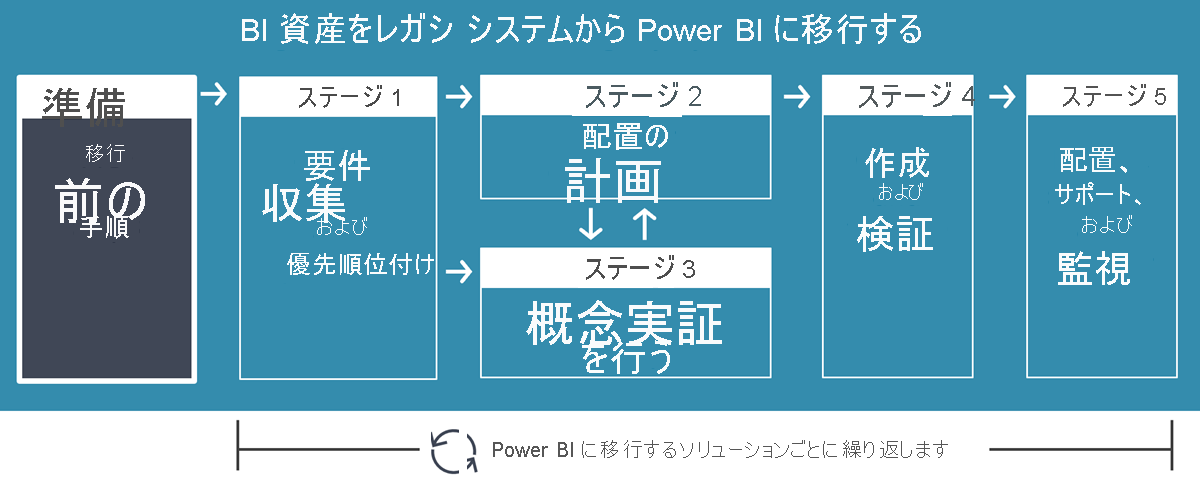 BI 資産をレガシ システムから Power BI に移行する
準備
移行
前の
手順
ステージ 1
要件
収集
および
優先順位付け
ステージ 2
配置の
計画
ステージ 3
概念実証
を行う
ステージ 4
作成
および
検証
ステージ 5
配置、
サポート、
および
監視
Power BI に移行するソリューションごとに繰り返します